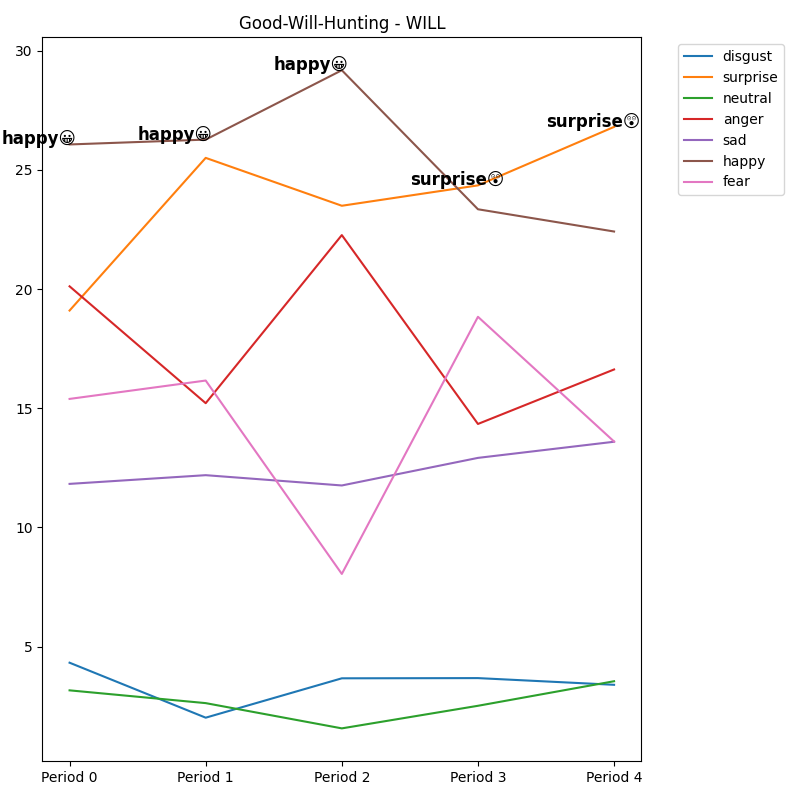 Good-Will-Hunting - WILL
30
25
20
15
10
5
happy😀
happy😀
happy😀
surprise😲
surprise😲
Period 0
Period 1
Period 2
Period 3
Period 4
disgust
surprise
neutral
anger
sad
happy
fear